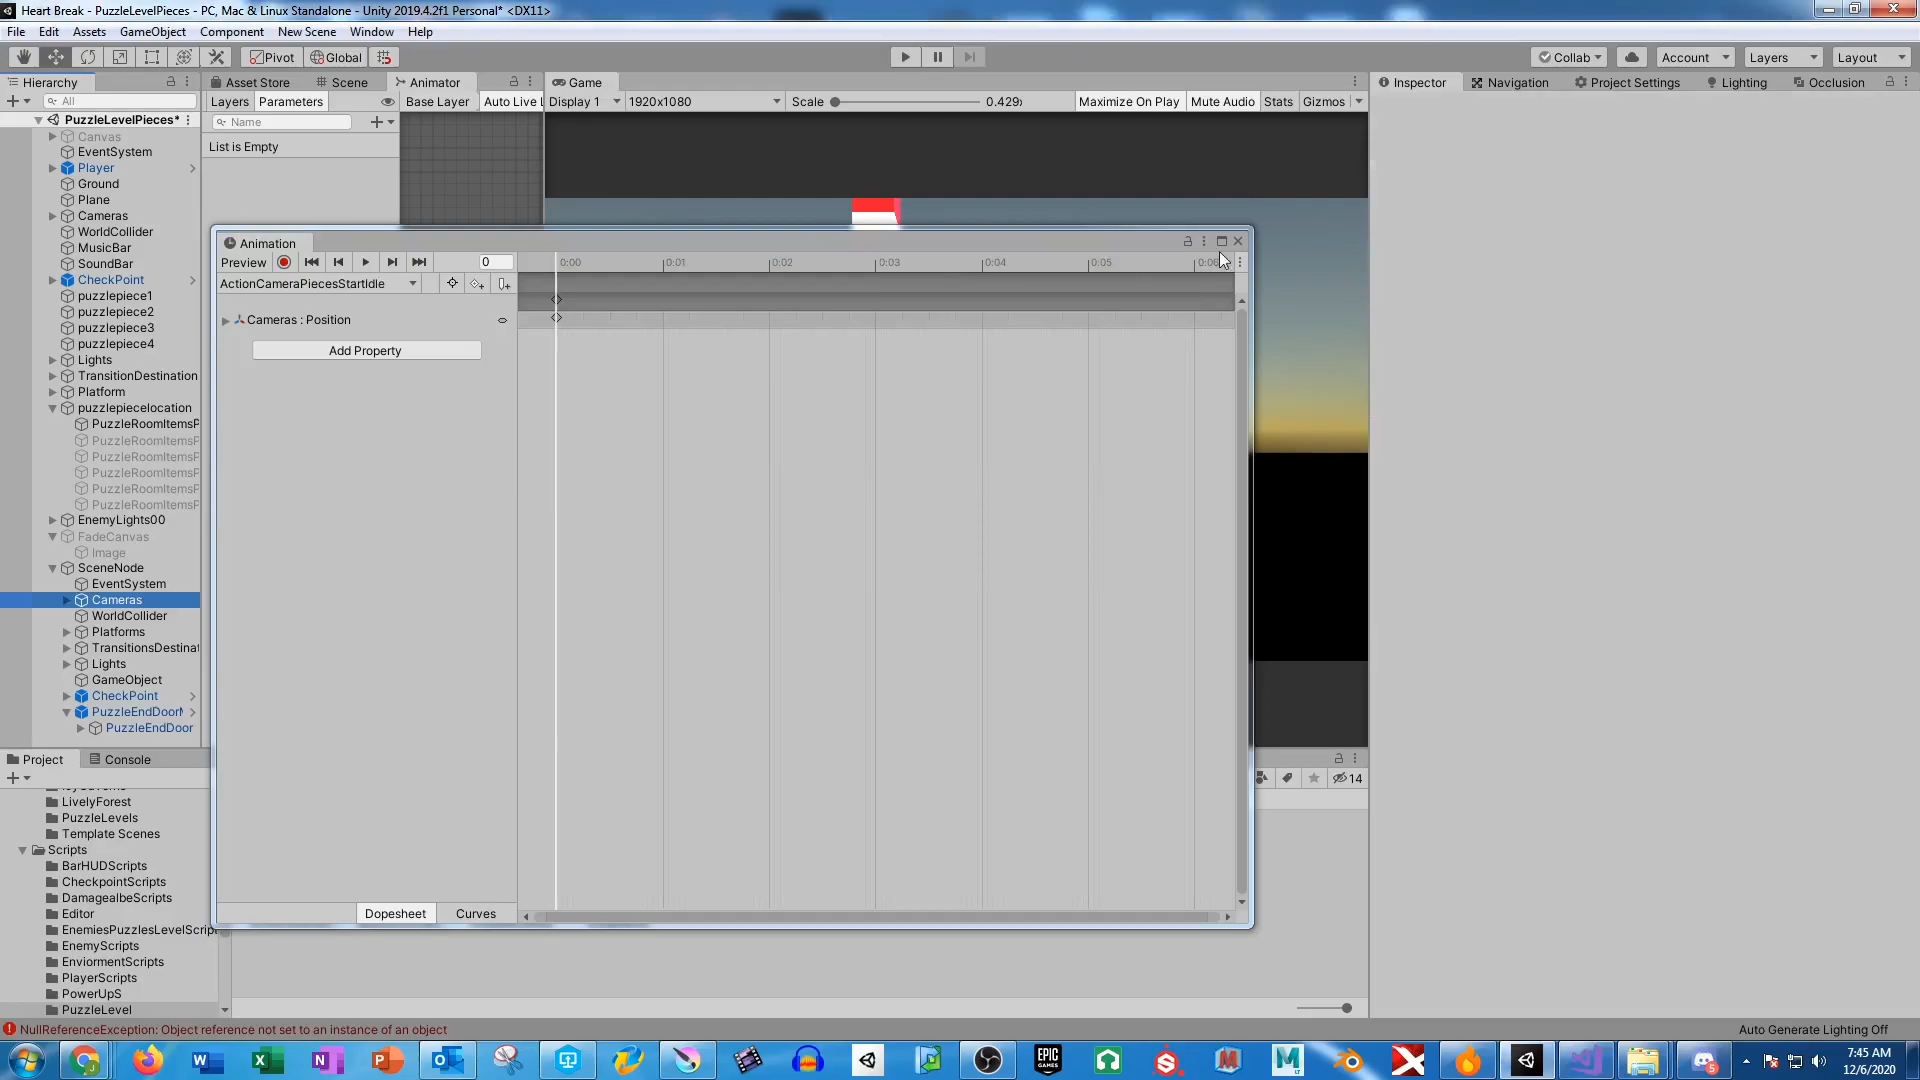 Heart Break - PuzzleLevelPieces - PC, Mac & Linux Standalone - Unity 2019.4.2f1 Personal* <DX11>
File Edit Assets GameObject Component New Scene Window Help
Pivot Global Collab Account Layers Layout
Hierarchy Asset Store Scene Animator Game Inspector Navigation Project Settings Lighting Occlusion
All Layers Parameters Base Layer Auto Live L Display 1 1920x1080 Scale 0.429x Maximize On Play Mute Audio Stats Gizmos
PuzzleLevelPieces* Name
Canvas
List is Empty
EventSystem
Player
Ground
Plane
Cameras
WorldCollider
MusicBar
SoundBar
CheckPoint
puzzlepiece1
puzzlepiece2
puzzlepiece3
puzzlepiece4
Lights
TransitionDestination
Platform
puzzlepiecelocation
PuzzleRoomItemsP
PuzzleRoomItemsP
PuzzleRoomItemsP
PuzzleRoomItemsP
PuzzleRoomItemsP
PuzzleRoomItemsP
EnemyLights00
FadeCanvas
Image
SceneNode
EventSystem
Cameras
WorldCollider
Platforms
TransitionsDestinat
Lights
GameObject
CheckPoint
PuzzleEndDoorM
PuzzleEndDoor
Animation
Preview 0 0:00 0:01 0:02 0:03 0:04 0:05 0:06
ActionCameraPiecesStartIdle
Cameras : Position
Add Property
Dopesheet Curves
Project Console
14
LivelyForest
PuzzleLevels
Template Scenes
Scripts
BarHUDScripts
CheckpointScripts
DamagealbeScripts
Editor
EnemiesPuzzlesLevelScrip
EnemyScripts
EnviormentScripts
PlayerScripts
PowerUpS
PuzzleLevel
NullReferenceException: Object reference not set to an instance of an object
Auto Generate Lighting Off
EPIC GAMES
5
7:45 AM
12/6/2020